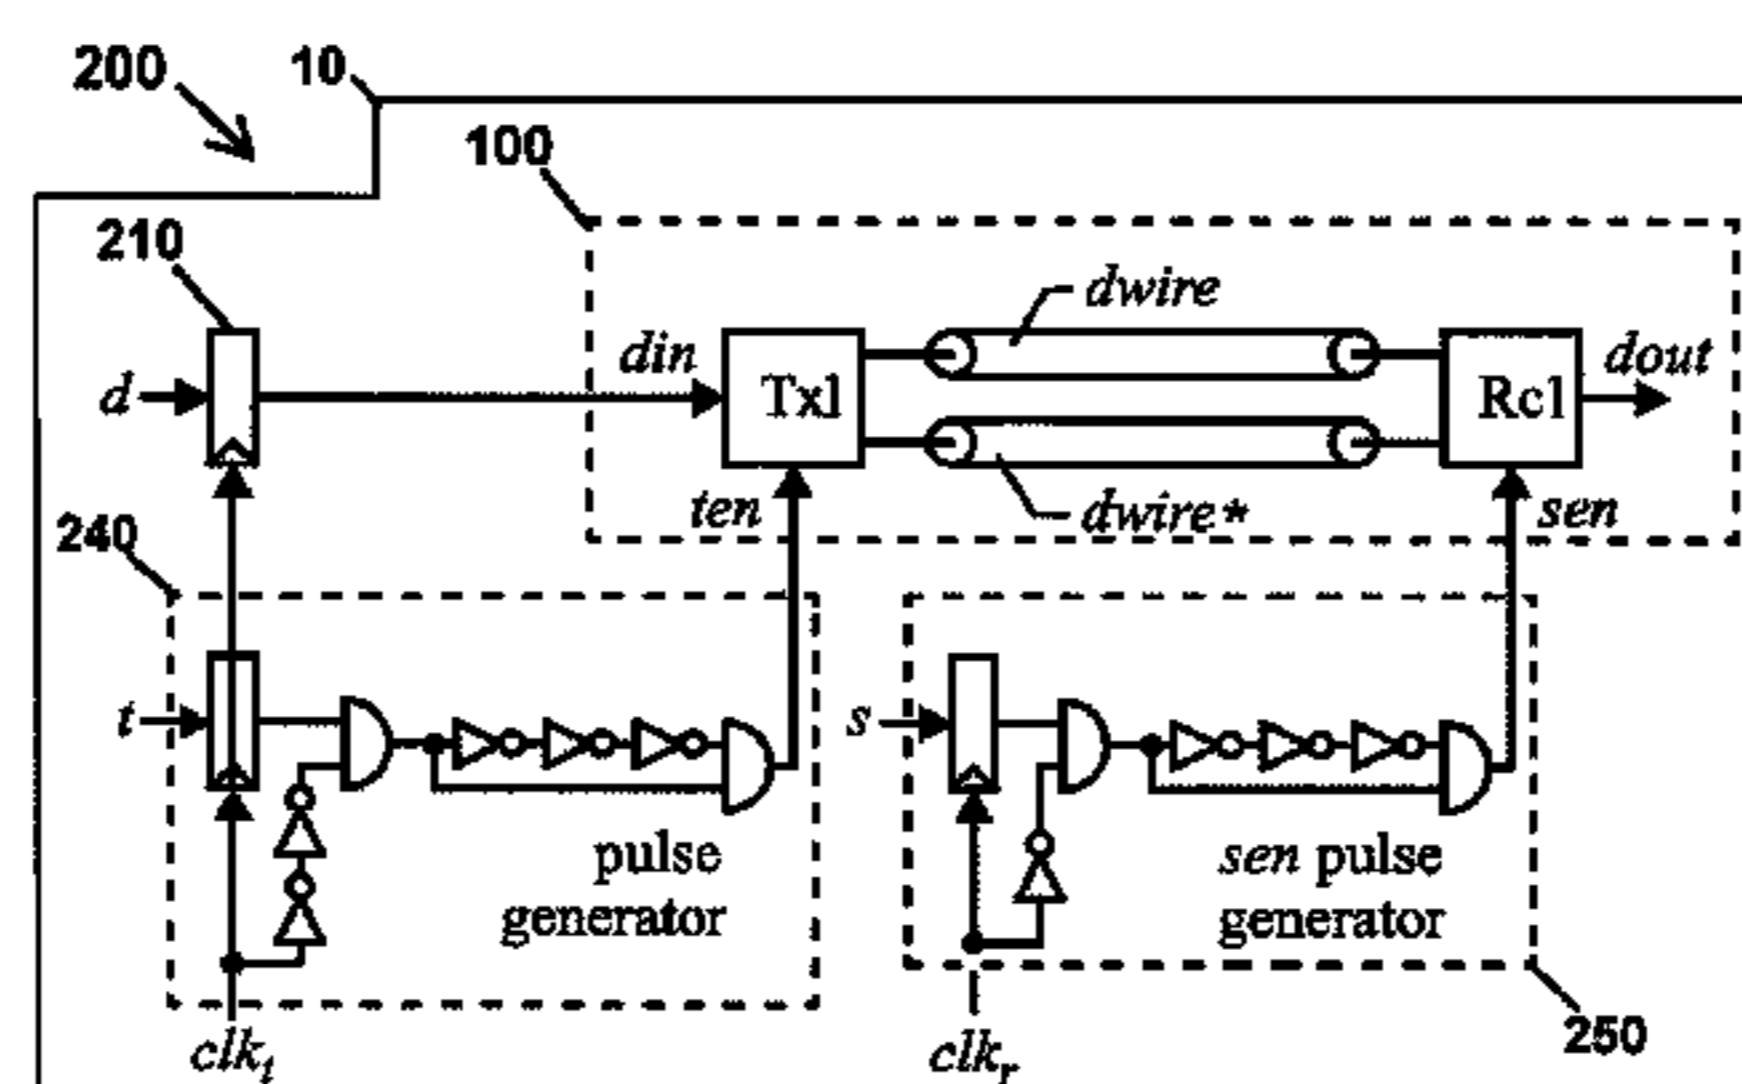 200
10
100
210
dwire
d
din
Txl
Rcl
dout
ten
dwire*
sen
240
t
s
pulse
generator
sen pulse
generator
clkt
clkr
250